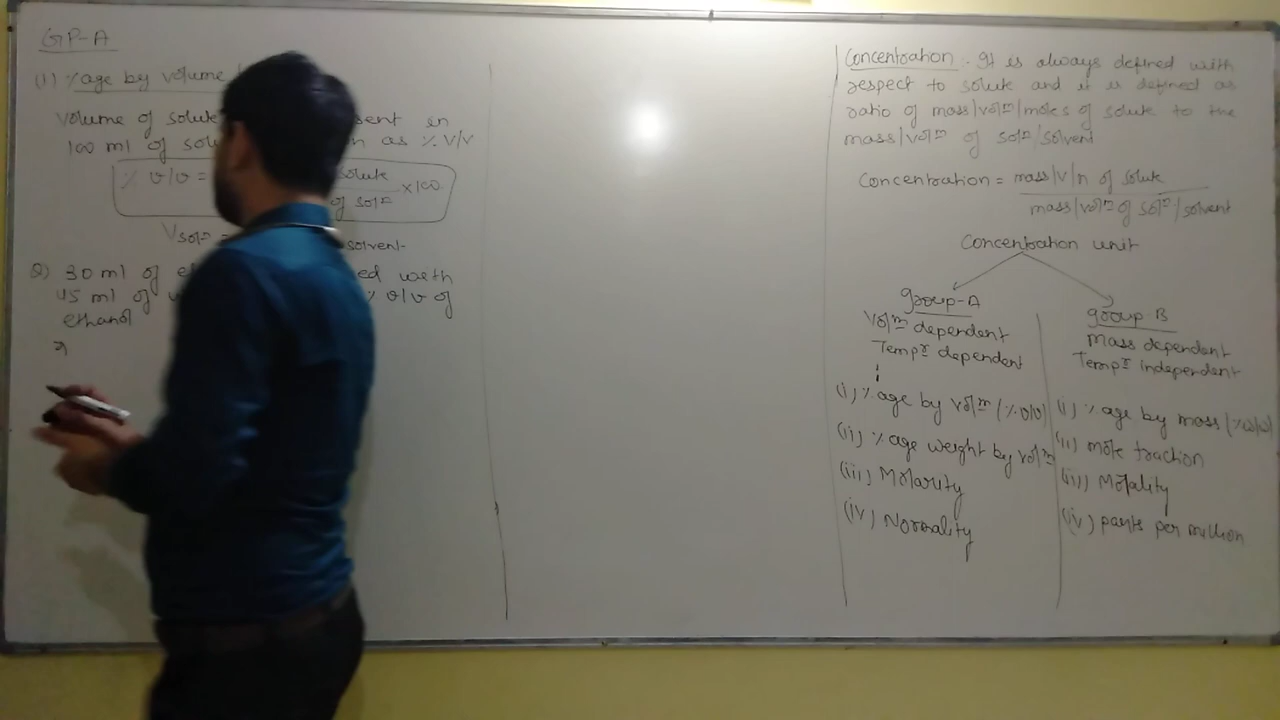 GP-A
(1) %age by volume
Volume of solute sent in
100 ml of as % v/v
% v/v = solute
of solⁿ ×100
Vsolⁿ = solvent
Q) 30 ml of ed with
45 ml of % v/v of
ethanol
Concentration :- It is always defined with
respect to solute and it is defined as
ratio of mass/volᵐ/moles of solute to the
mass/volᵐ of solⁿ/solvent
Concentration = mass/v/n of solute
mass/volᵐ of solⁿ/solvent
Concentration unit
group-A
Volᵐ dependent
Tempʳ dependent
(i) %age by volᵐ (%v/v)
(ii) %age weight by volᵐ
(iii) Molarity
(iv) Normality
group B
Mass dependent
Tempʳ independent
(i) %age by mass (%w/w)
(ii) mole fraction
(iii) Molality
(iv) parts per million